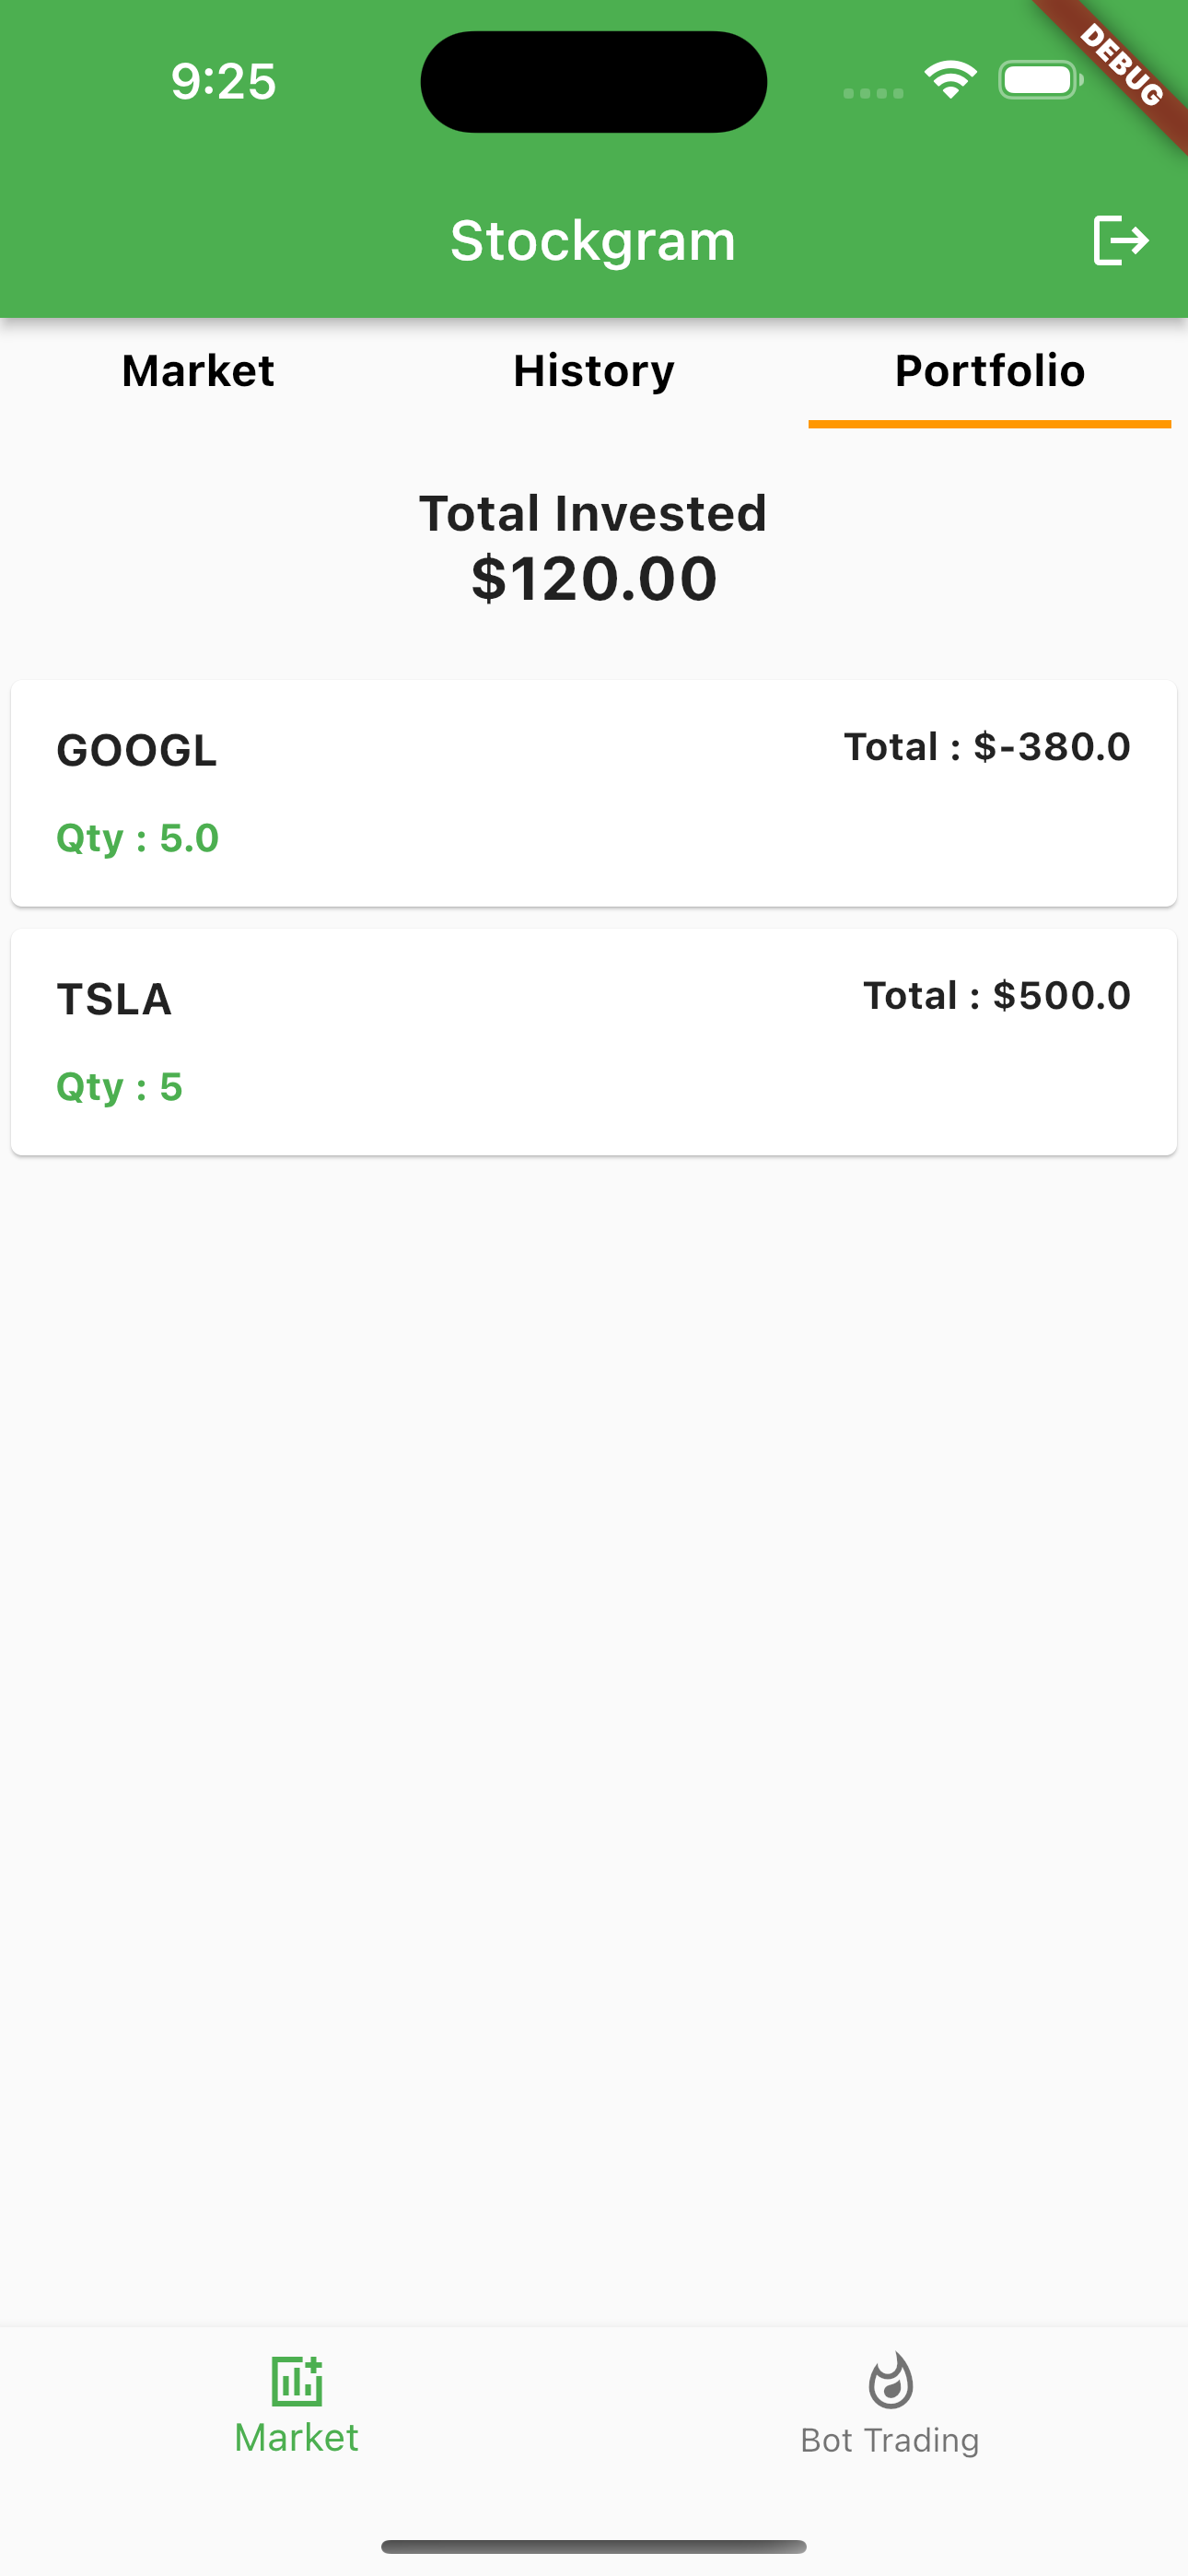 9:25
DEBUG
Stockgram
Market History Portfolio
Total Invested
$120.00
GOOGL Total : $-380.0
Qty : 5.0
TSLA Total : $500.0
Qty : 5
Market Bot Trading